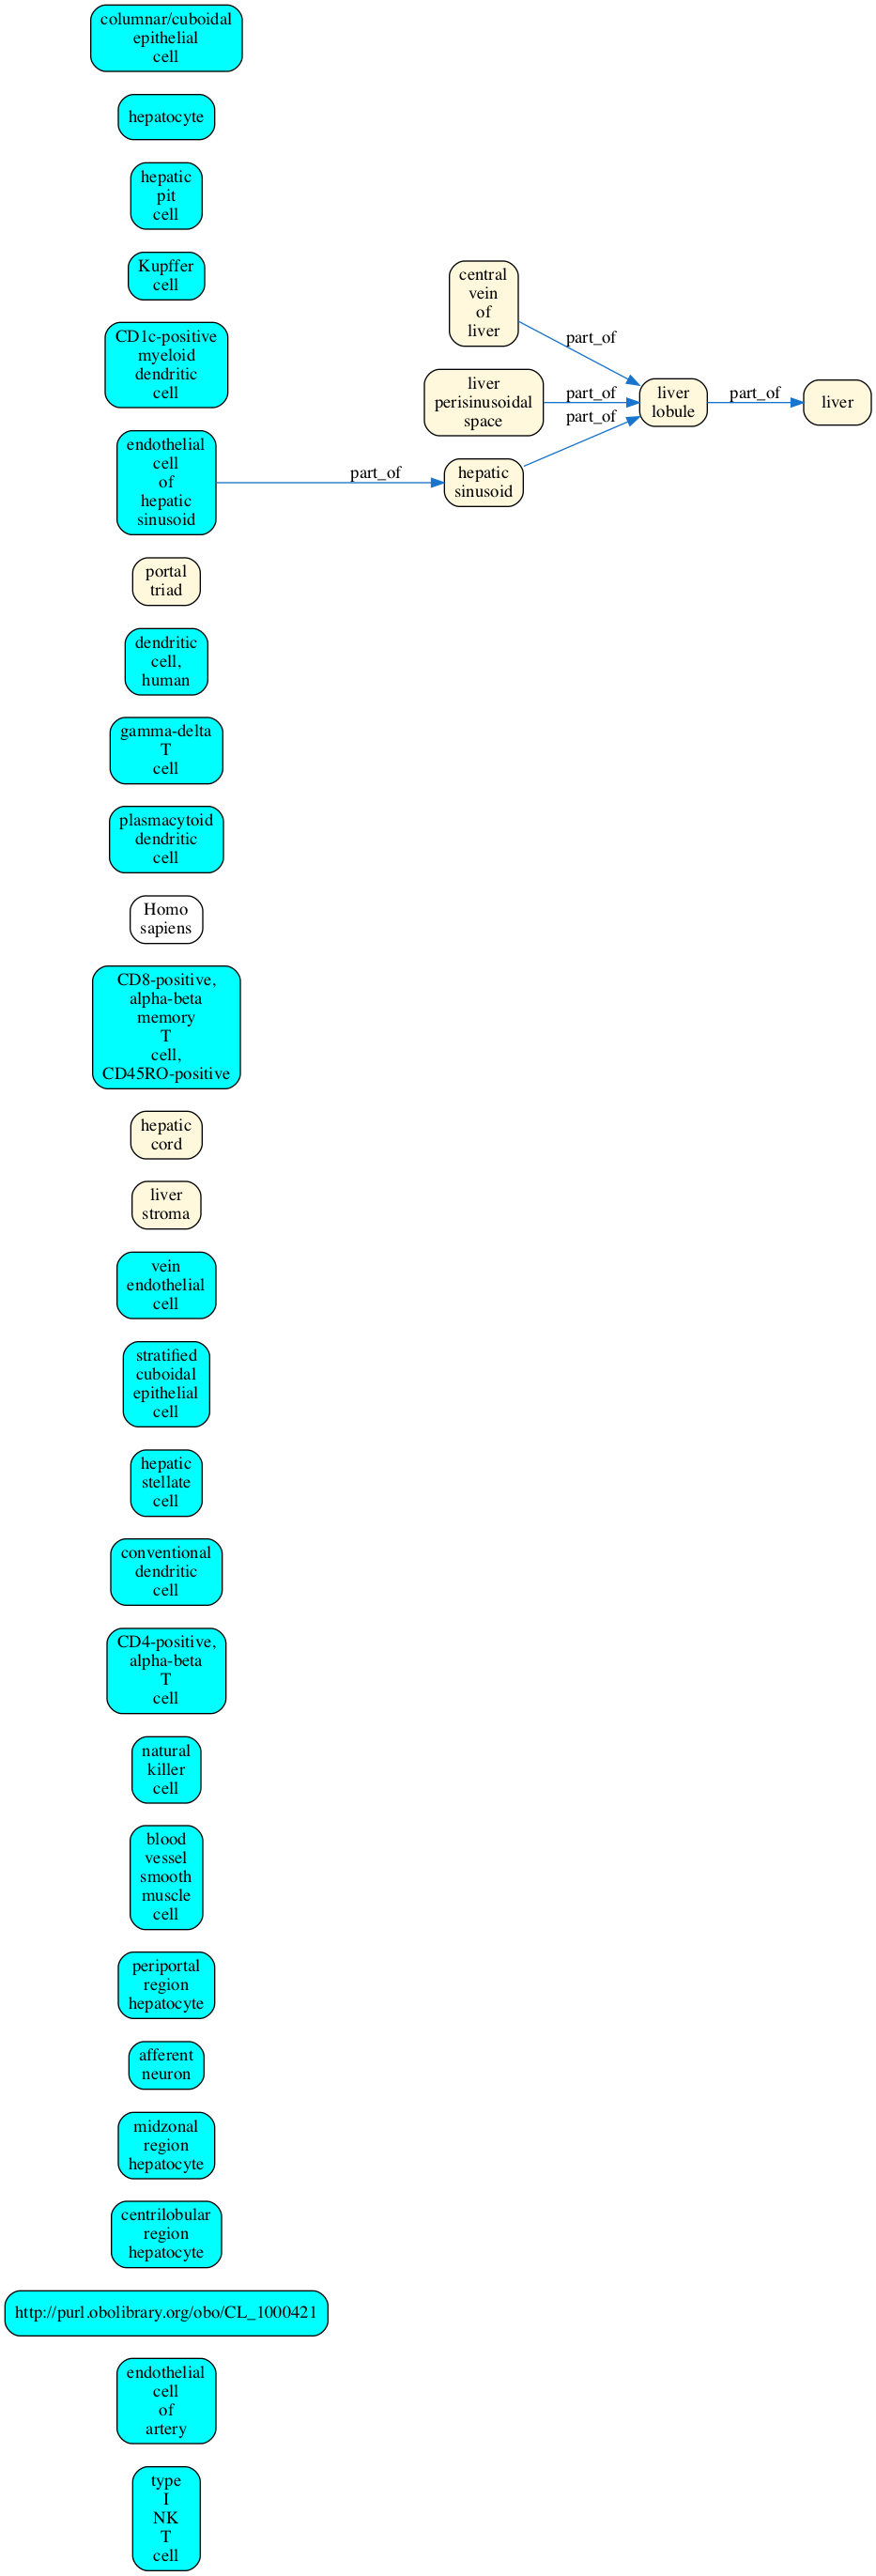 columnar/cuboidal
epithelial
cell
hepatocyte
hepatic
pit
cell
Kupffer
cell
central
vein
of
liver
part_of
CD1c-positive
myeloid
dendritic
cell
liver
perisinusoidal
space
part_of
liver
lobule
part_of
liver
part_of
endothelial
cell
of
hepatic
sinusoid
part_of
hepatic
sinusoid
portal
triad
dendritic
cell,
human
gamma-delta
T
cell
plasmacytoid
dendritic
cell
Homo
sapiens
CD8-positive,
alpha-beta
memory
T
cell,
CD45RO-positive
hepatic
cord
liver
stroma
vein
endothelial
cell
stratified
cuboidal
epithelial
cell
hepatic
stellate
cell
conventional
dendritic
cell
CD4-positive,
alpha-beta
T
cell
natural
killer
cell
blood
vessel
smooth
muscle
cell
periportal
region
hepatocyte
afferent
neuron
midzonal
region
hepatocyte
centrilobular
region
hepatocyte
http://purl.obolibrary.org/obo/CL_1000421
endothelial
cell
of
artery
type
I
NK
T
cell